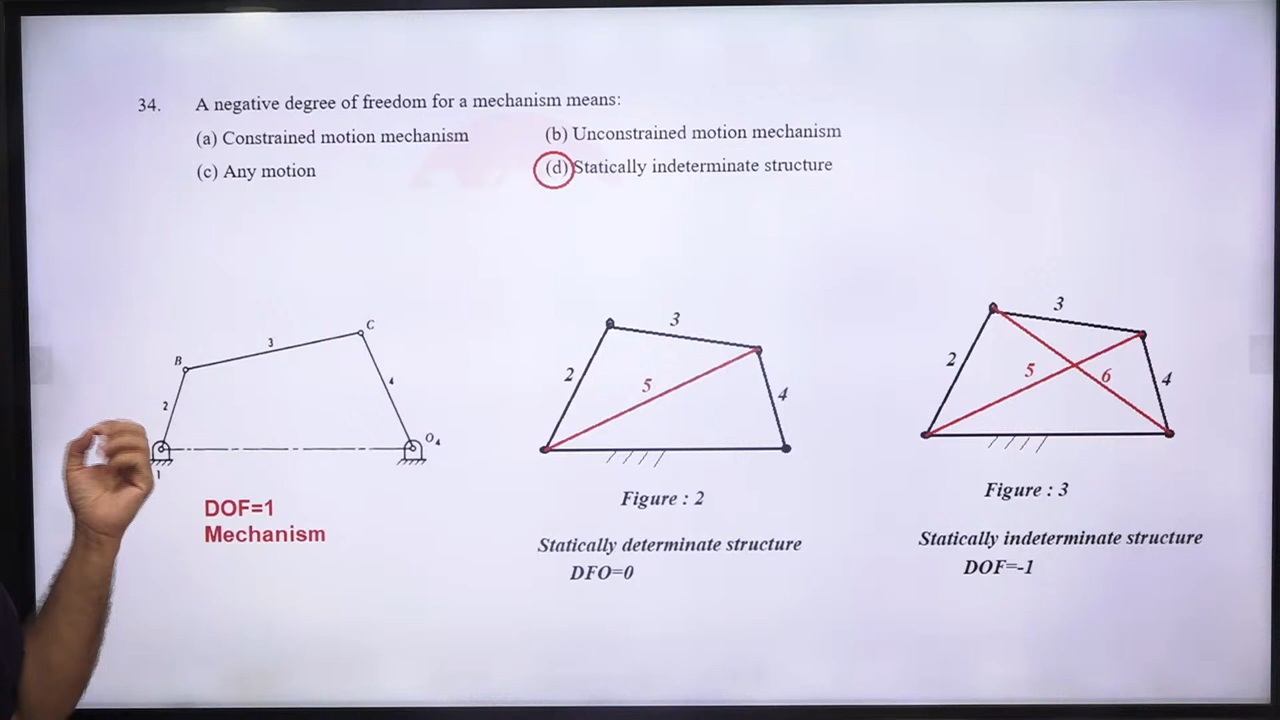 34. A negative degree of freedom for a mechanism means:
(a) Constrained motion mechanism (b) Unconstrained motion mechanism
(c) Any motion (d) Statically indeterminate structure
B 3 C
2 4
1 O4
DOF=1
Mechanism
3
2 5 4
Figure : 2
Statically determinate structure
DFO=0
3
2 5 6 4
Figure : 3
Statically indeterminate structure
DOF=-1